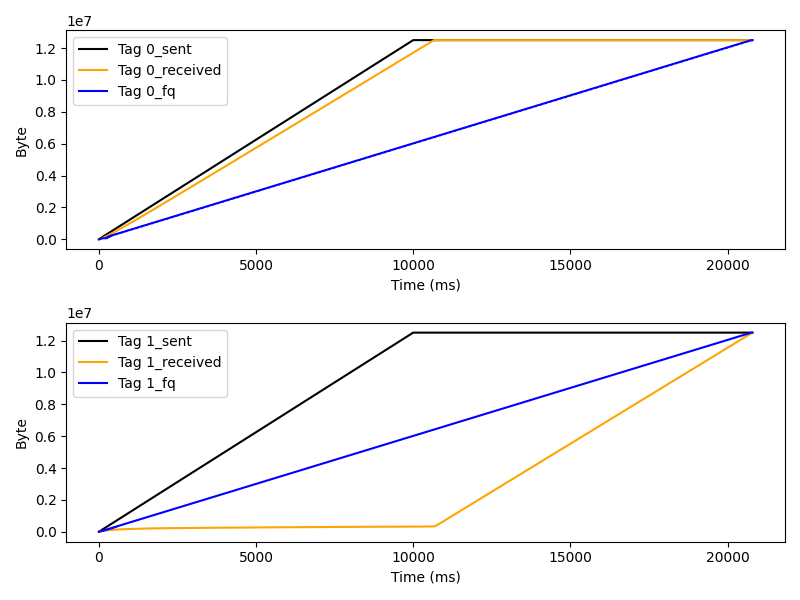 1e7
Tag 0_sent
Tag 0_received
Tag 0_fq
Byte
1.2
1.0
0.8
0.6
0.4
0.2
0.0
0 5000 10000 15000 20000
Time (ms)
1e7
Tag 1_sent
Tag 1_received
Tag 1_fq
Byte
1.2
1.0
0.8
0.6
0.4
0.2
0.0
0 5000 10000 15000 20000
Time (ms)